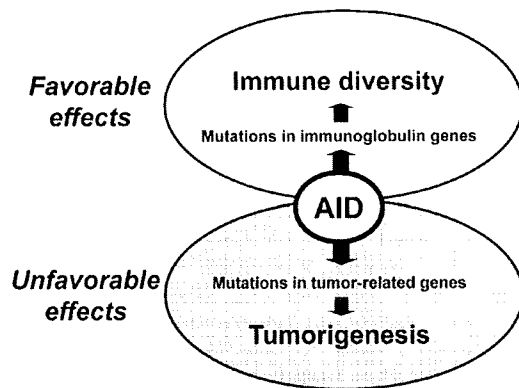 Favorable
effects
Immune diversity
Mutations in immunoglobulin genes
AID
Unfavorable
effects
Mutations in tumor-related genes
Tumorigenesis